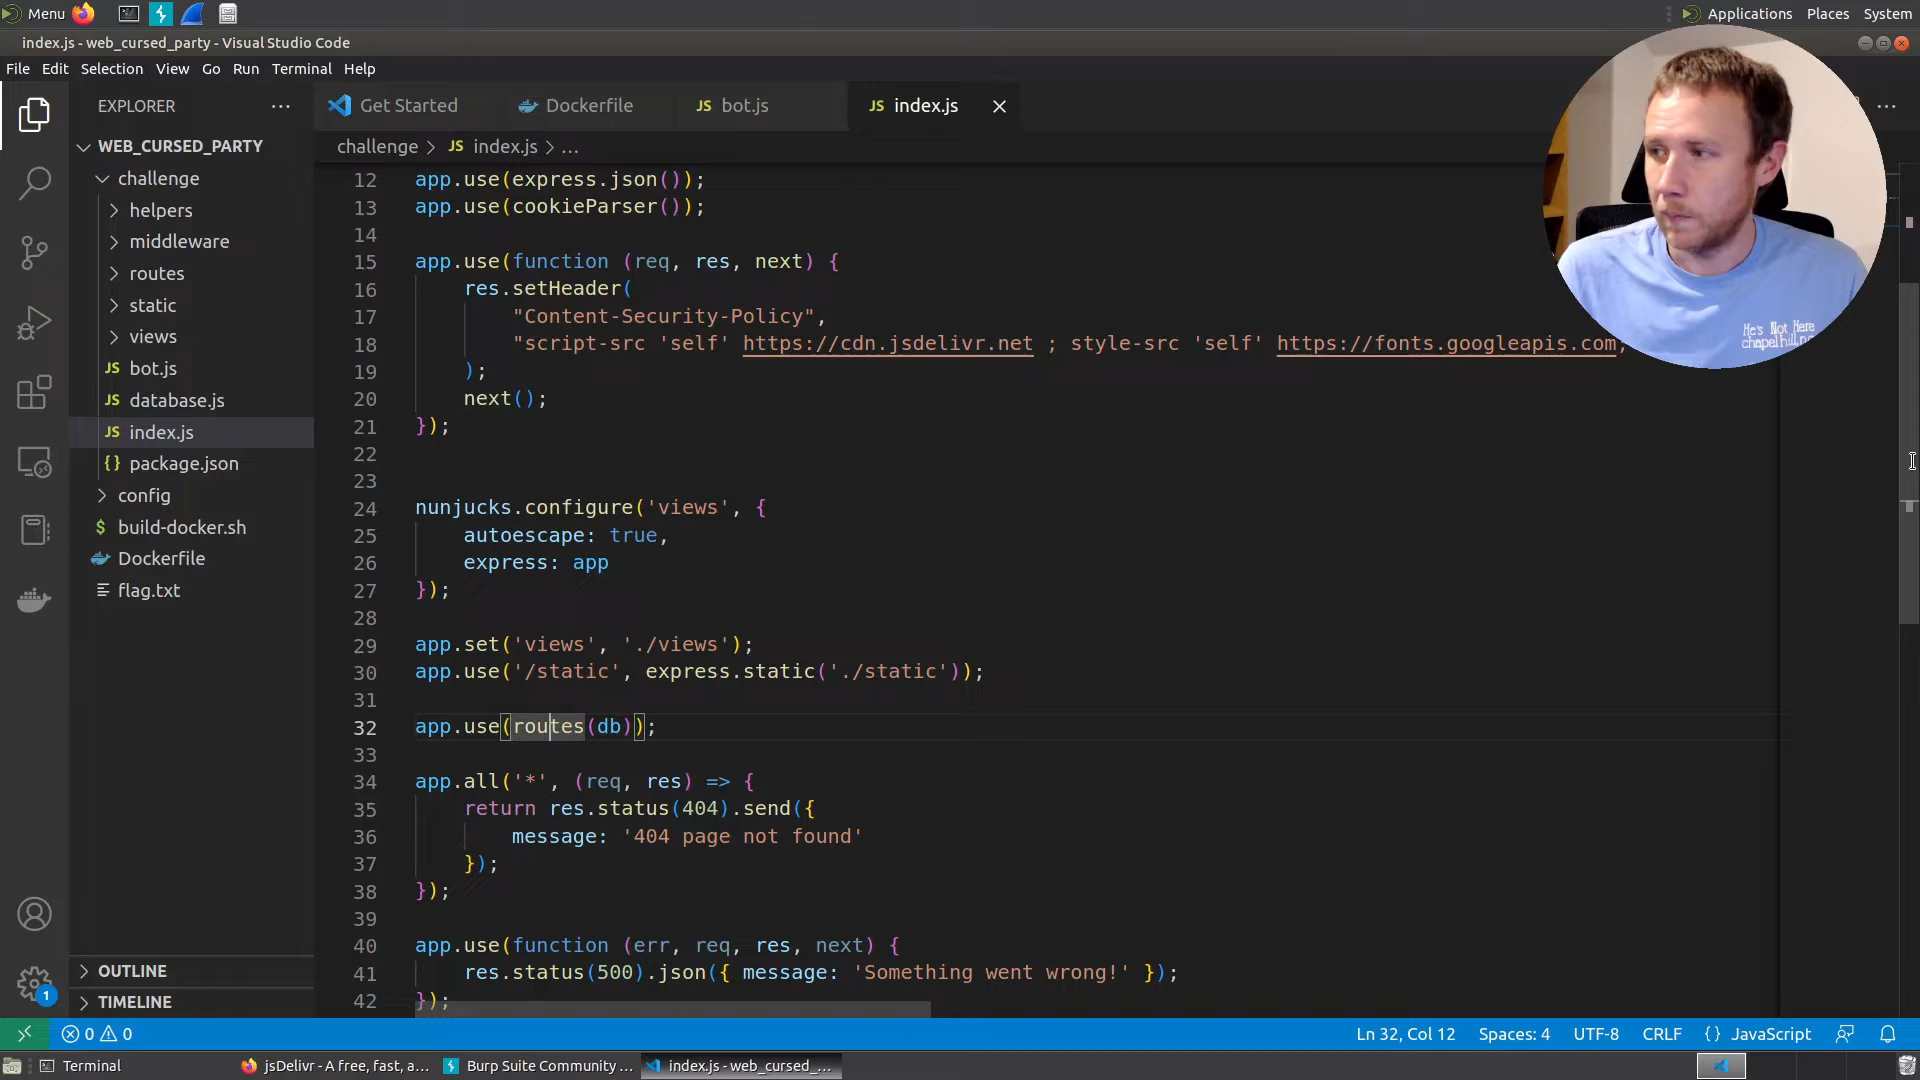 Menu
Applications Places System
index.js - web_cursed_party - Visual Studio Code
File Edit Selection View Go Run Terminal Help
EXPLORER ···
Get Started Dockerfile JS bot.js JS index.js ···
WEB_CURSED_PARTY
challenge > JS index.js > ...
challenge
helpers
middleware
routes
static
views
JS bot.js
JS database.js
JS index.js
{} package.json
config
$ build-docker.sh
Dockerfile
flag.txt
OUTLINE
TIMELINE
12 app.use(express.json());
13 app.use(cookieParser());
14
15 app.use(function (req, res, next) {
16 res.setHeader(
17 "Content-Security-Policy",
18 "script-src 'self' https://cdn.jsdelivr.net ; style-src 'self' https://fonts.googleapis.com;
19 );
20 next();
21 });
22
23
24 nunjucks.configure('views', {
25 autoescape: true,
26 express: app
27 });
28
29 app.set('views', './views');
30 app.use('/static', express.static('./static'));
31
32 app.use(routes(db));
33
34 app.all('*', (req, res) => {
35 return res.status(404).send({
36 message: '404 page not found'
37 });
38 });
39
40 app.use(function (err, req, res, next) {
41 res.status(500).json({ message: 'Something went wrong!' });
42 });
He's Not Here
1
0 0
Ln 32, Col 12 Spaces: 4 UTF-8 CRLF {} JavaScript
Terminal jsDelivr - A free, fast, a... Burp Suite Community ... index.js - web_cursed_...